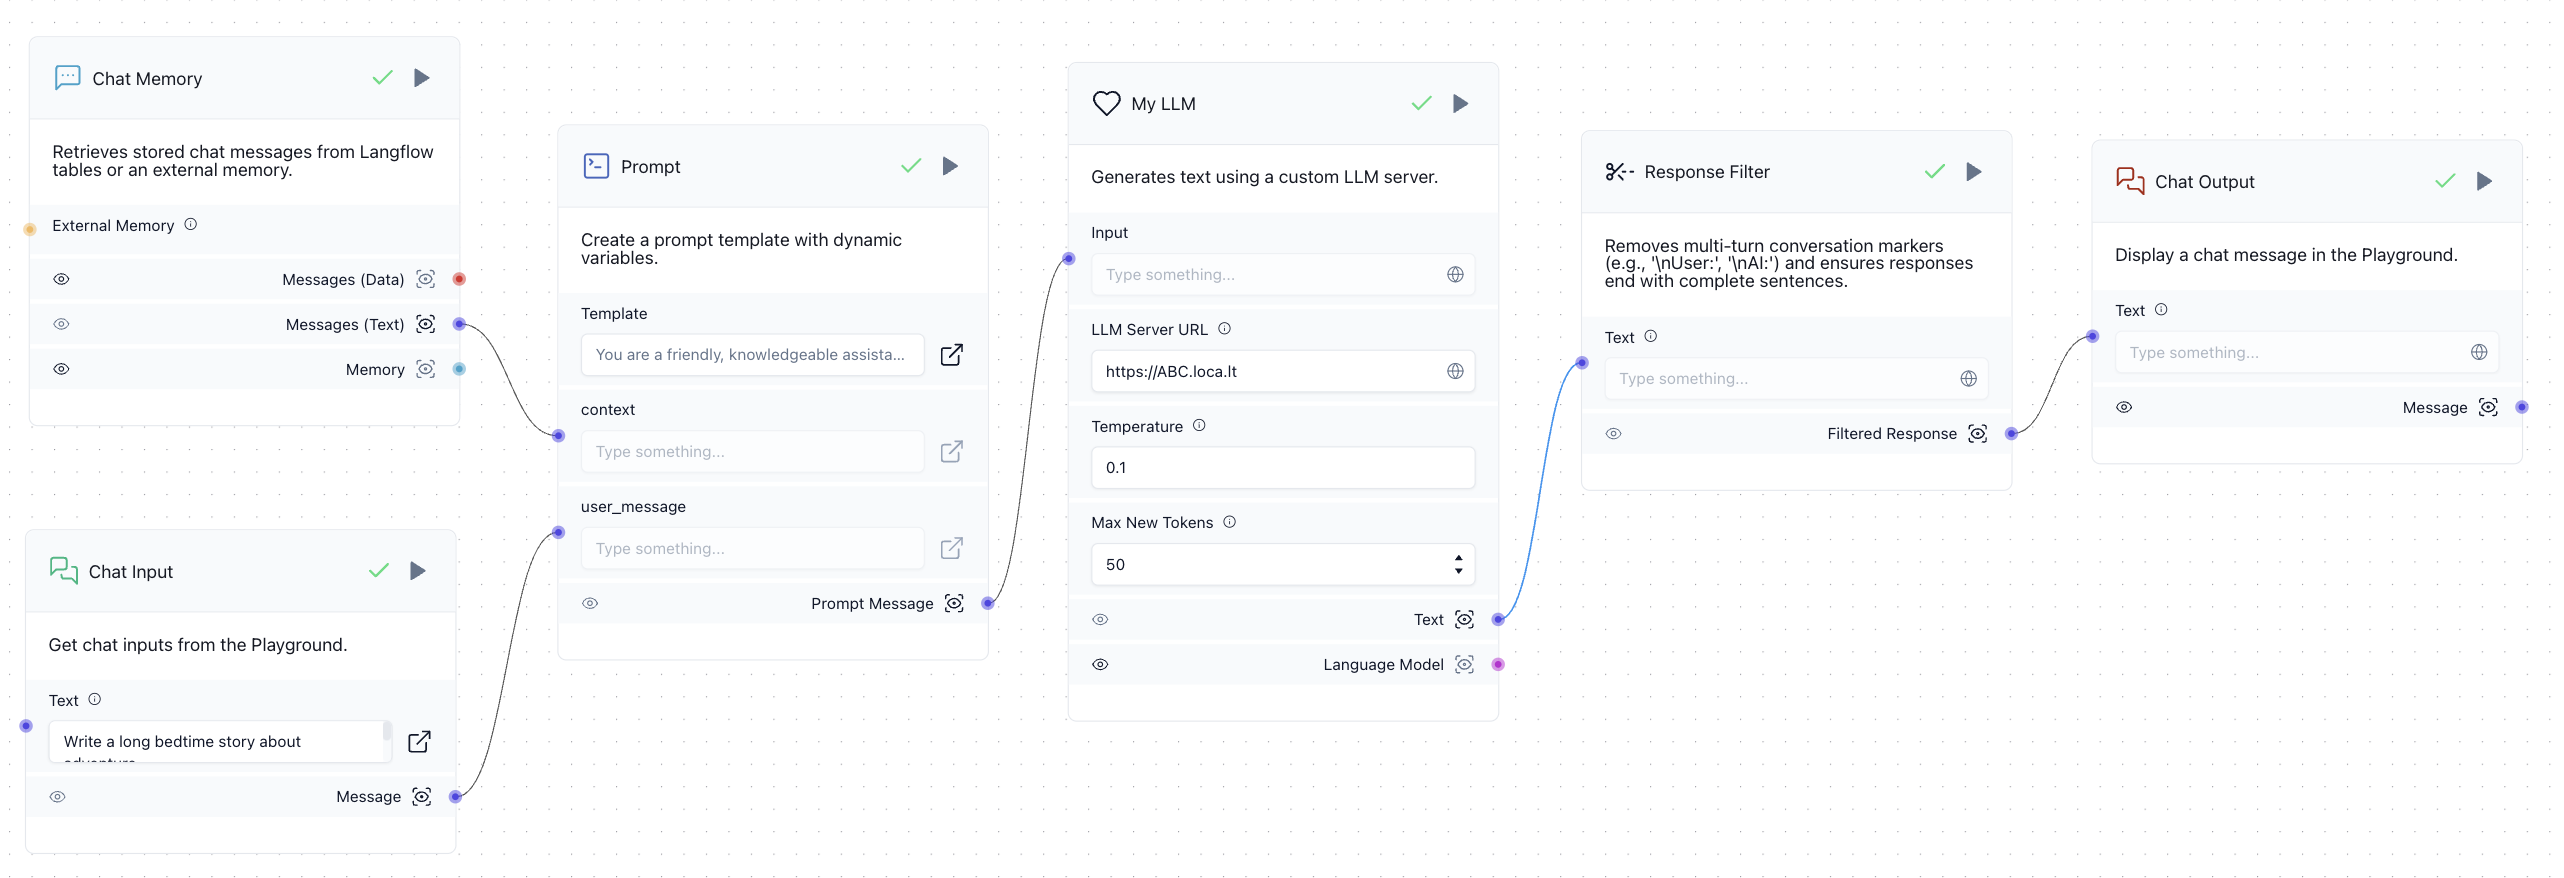 Chat Memory
Retrieves stored chat messages from Langflow
tables or an external memory.
External Memory
Messages (Data)
Messages (Text)
Memory
Chat Input
Get chat inputs from the Playground.
Text
Write a long bedtime story about
adventure
Message
Prompt
Create a prompt template with dynamic
variables.
Template
You are a friendly, knowledgeable assista...
context
Type something...
user_message
Type something...
Prompt Message
My LLM
Generates text using a custom LLM server.
Input
Type something...
LLM Server URL
https://ABC.loca.lt
Temperature
0.1
Max New Tokens
50
Text
Language Model
Response Filter
Removes multi-turn conversation markers
(e.g., '\nUser:', '\nAI:') and ensures responses
end with complete sentences.
Text
Type something...
Filtered Response
Chat Output
Display a chat message in the Playground.
Text
Type something...
Message